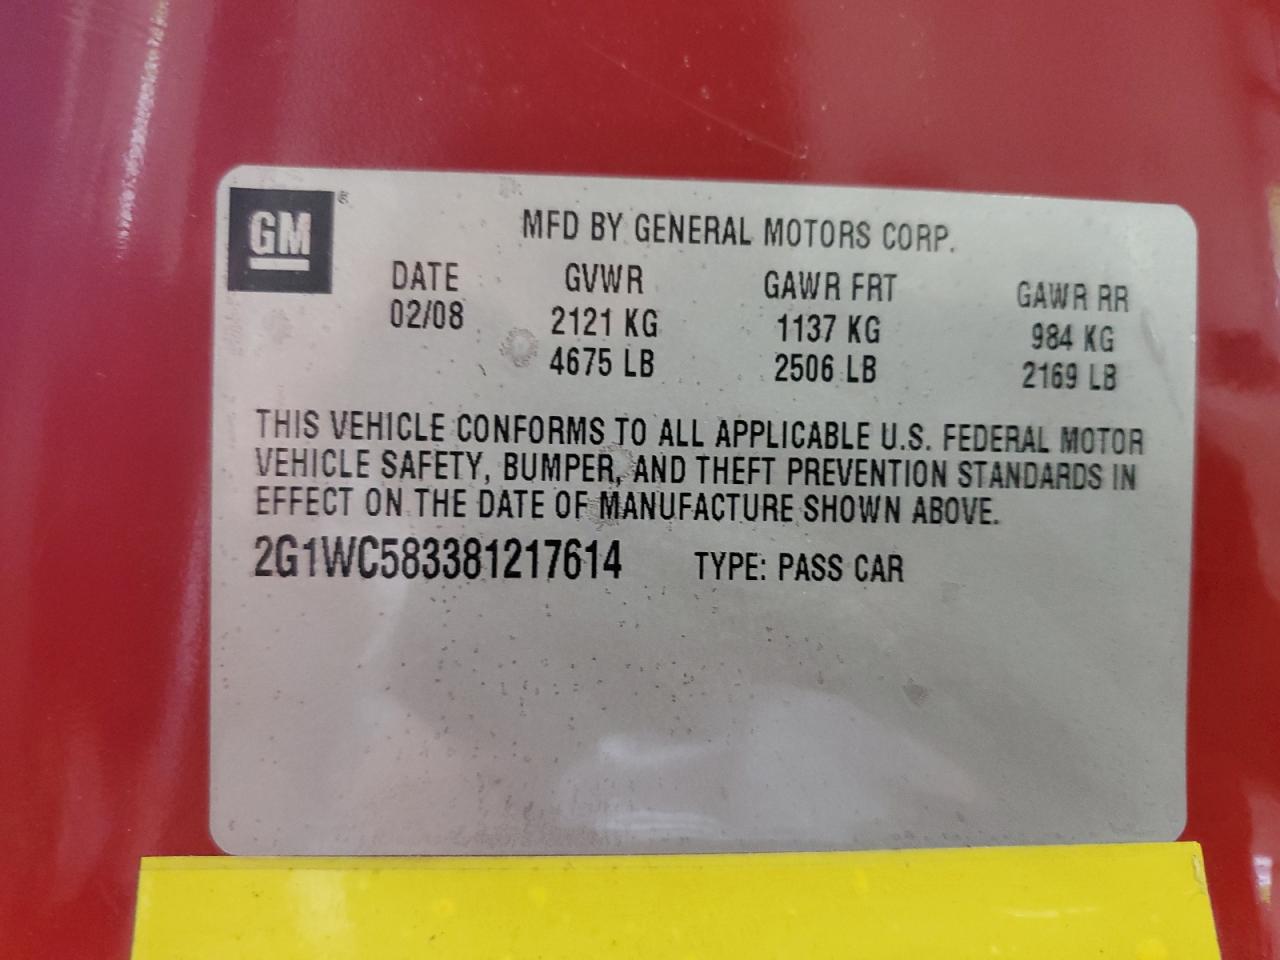 GM
MFD BY GENERAL MOTORS CORP.
DATE GVWR GAWR FRT GAWR RR
02/08 2121 KG 1137 KG 984 KG
4675 LB 2506 LB 2169 LB
THIS VEHICLE CONFORMS TO ALL APPLICABLE U.S. FEDERAL MOTOR
VEHICLE SAFETY, BUMPER, AND THEFT PREVENTION STANDARDS IN
EFFECT ON THE DATE OF MANUFACTURE SHOWN ABOVE.
2G1WC583381217614 TYPE: PASS CAR